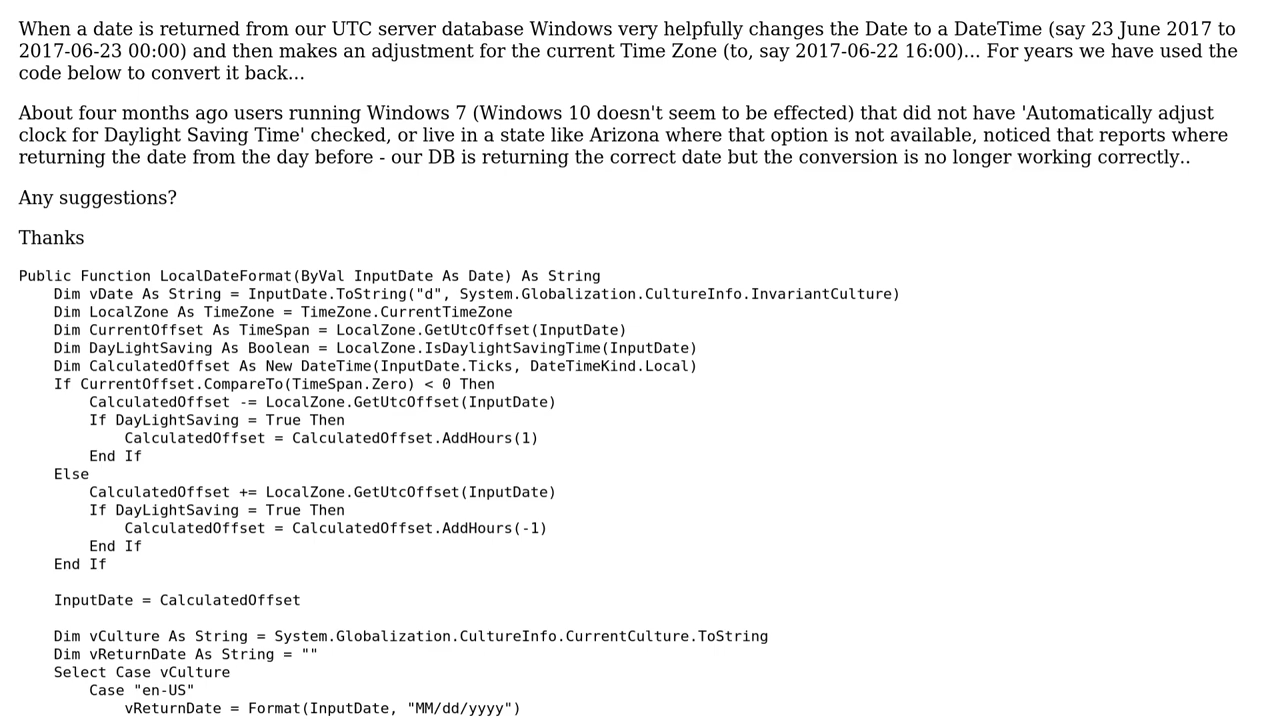 When a date is returned from our UTC server database Windows very helpfully changes the Date to a DateTime (say 23 June 2017 to
2017-06-23 00:00) and then makes an adjustment for the current Time Zone (to, say 2017-06-22 16:00)... For years we have used the
code below to convert it back...
About four months ago users running Windows 7 (Windows 10 doesn't seem to be effected) that did not have 'Automatically adjust
clock for Daylight Saving Time' checked, or live in a state like Arizona where that option is not available, noticed that reports where
returning the date from the day before - our DB is returning the correct date but the conversion is no longer working correctly..
Any suggestions?
Thanks
Public Function LocalDateFormat(ByVal InputDate As Date) As String
    Dim vDate As String = InputDate.ToString("d", System.Globalization.CultureInfo.InvariantCulture)
    Dim LocalZone As TimeZone = TimeZone.CurrentTimeZone
    Dim CurrentOffset As TimeSpan = LocalZone.GetUtcOffset(InputDate)
    Dim DayLightSaving As Boolean = LocalZone.IsDaylightSavingTime(InputDate)
    Dim CalculatedOffset As New DateTime(InputDate.Ticks, DateTimeKind.Local)
    If CurrentOffset.CompareTo(TimeSpan.Zero) < 0 Then
        CalculatedOffset -= LocalZone.GetUtcOffset(InputDate)
        If DayLightSaving = True Then
            CalculatedOffset = CalculatedOffset.AddHours(1)
        End If
    Else
        CalculatedOffset += LocalZone.GetUtcOffset(InputDate)
        If DayLightSaving = True Then
            CalculatedOffset = CalculatedOffset.AddHours(-1)
        End If
    End If
    InputDate = CalculatedOffset
    Dim vCulture As String = System.Globalization.CultureInfo.CurrentCulture.ToString
    Dim vReturnDate As String = ""
    Select Case vCulture
        Case "en-US"
            vReturnDate = Format(InputDate, "MM/dd/yyyy")